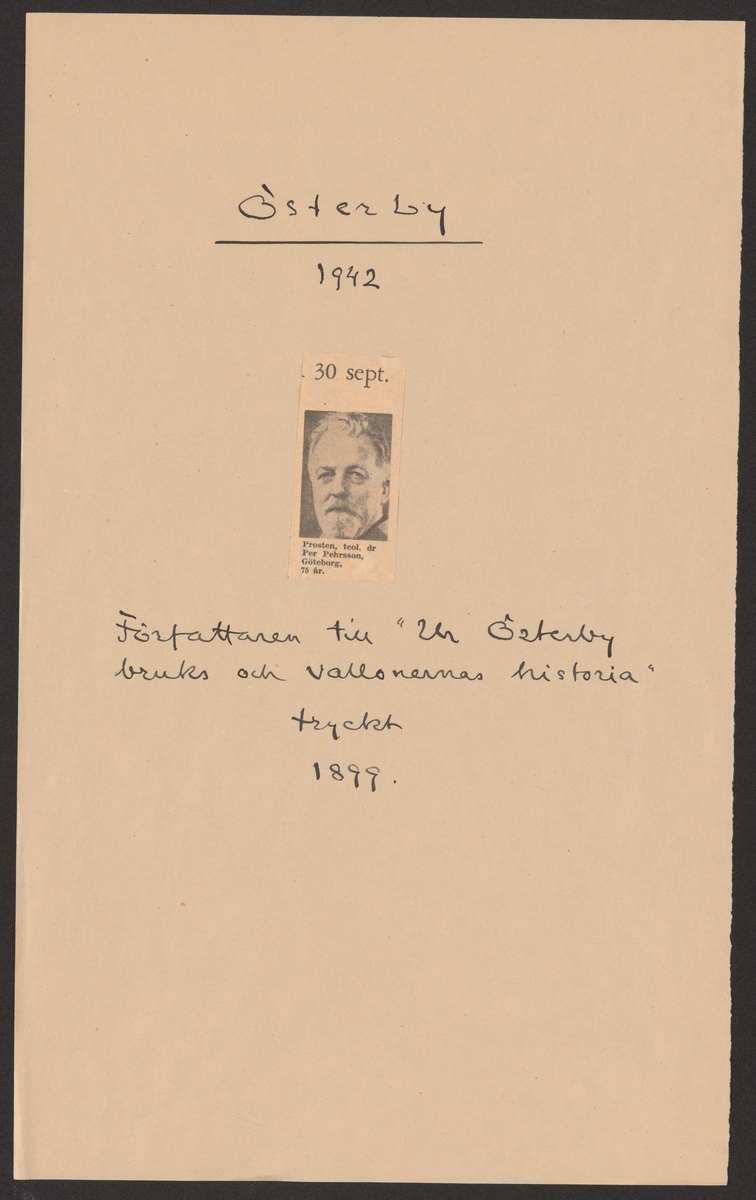 Österby
1942
30 sept.
Prosten, teol. dr
Per Pehrsson,
Göteborg,
75 år.
Författaren till "Ur Österby
bruks och vallonernas historia"
tryckt
1899.